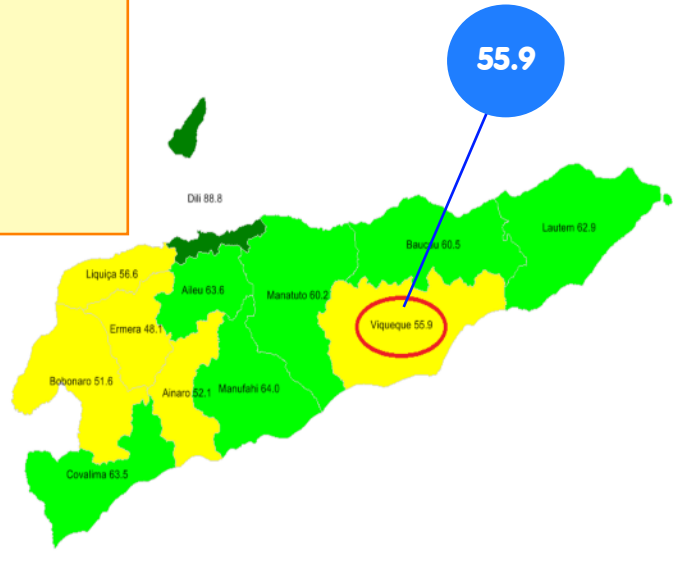 55.9
Dili 88.8
Lautem 62.9
Baucau 60.5
Liquiça 56.6
Aileu 63.6
Manatuto 60.2
Ermera 48.1
Viqueque 55.9
Bobonaro 51.6
Ainaro 52.1
Manufahi 64.0
Covalima 63.5